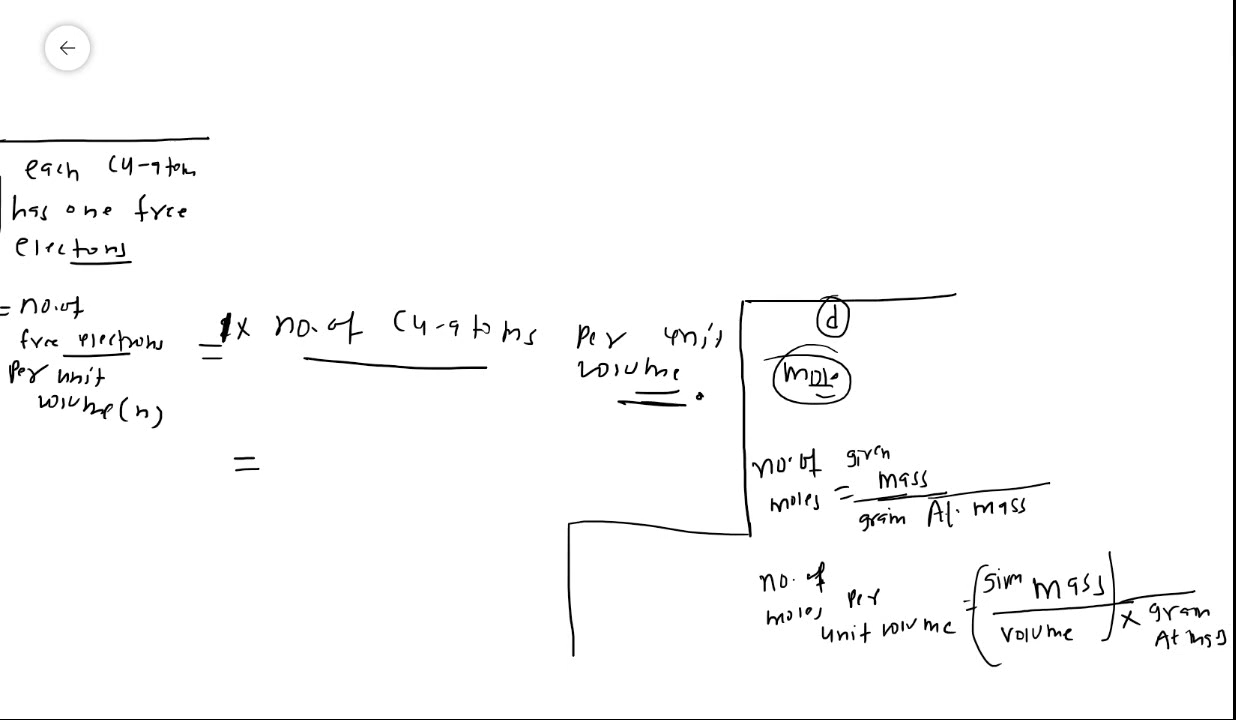 each Cu-atom
has one free
electons
= no.of
free electrons
per unit
volume(n)
= 1x no. of Cu-atoms per unit
volume.
d
mol.
no. of
moles = given
mass
gram At. mass
no. of
moles per
unit volume = (given mass
volume) x gram
At mass